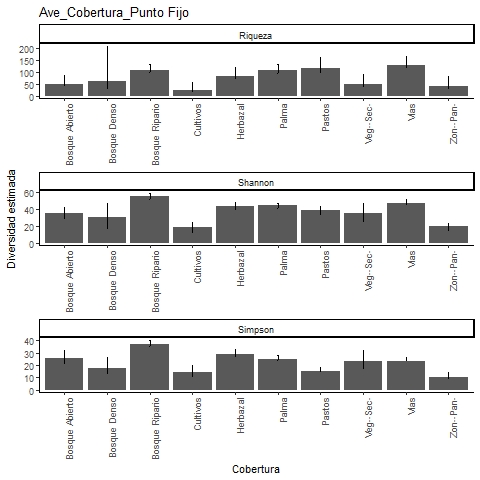 Ave_Cobertura_Punto Fijo
Riqueza
200
150
100
50
0
Bosque Abierto
Bosque Denso
Bosque Ripario
Cultivos
Herbazal
Palma
Pastos
Veg--Sec-
Vias
Zon--Pan-
Diversidad estimada
Shannon
60
40
20
0
Bosque Abierto
Bosque Denso
Bosque Ripario
Cultivos
Herbazal
Palma
Pastos
Veg--Sec-
Vias
Zon--Pan-
Simpson
40
30
20
10
0
Bosque Abierto
Bosque Denso
Bosque Ripario
Cultivos
Herbazal
Palma
Pastos
Veg--Sec-
Vias
Zon--Pan-
Cobertura